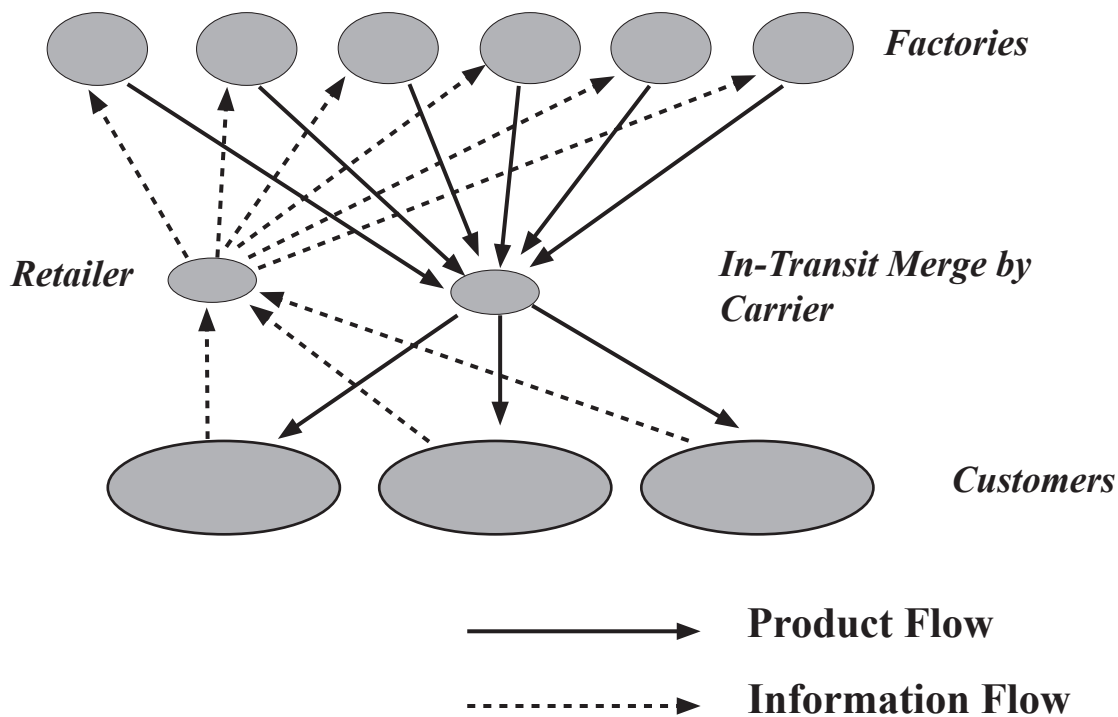 Factories
Retailer
In-Transit Merge by
Carrier
Customers
Product Flow
Information Flow